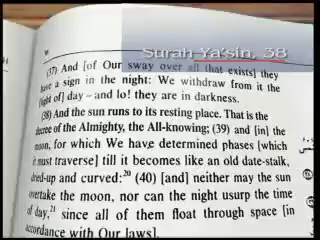 Surah Ya'sin, 38
(37) And [of Our sway over all that exists] they
have a sign in the night: We withdraw from it the
[light of] day – and lo! they are in darkness.
(38) And the sun runs to its resting place. That is the
decree of the Almighty, the All-knowing; (39) and [in] the
moon, for which We have determined phases [which
it must traverse] till it becomes like an old date-stalk,
dried-up and curved:20 (40) [and] neither may the sun
overtake the moon, nor can the night usurp the time
of day,21 since all of them float through space [in
accordance with Our laws].